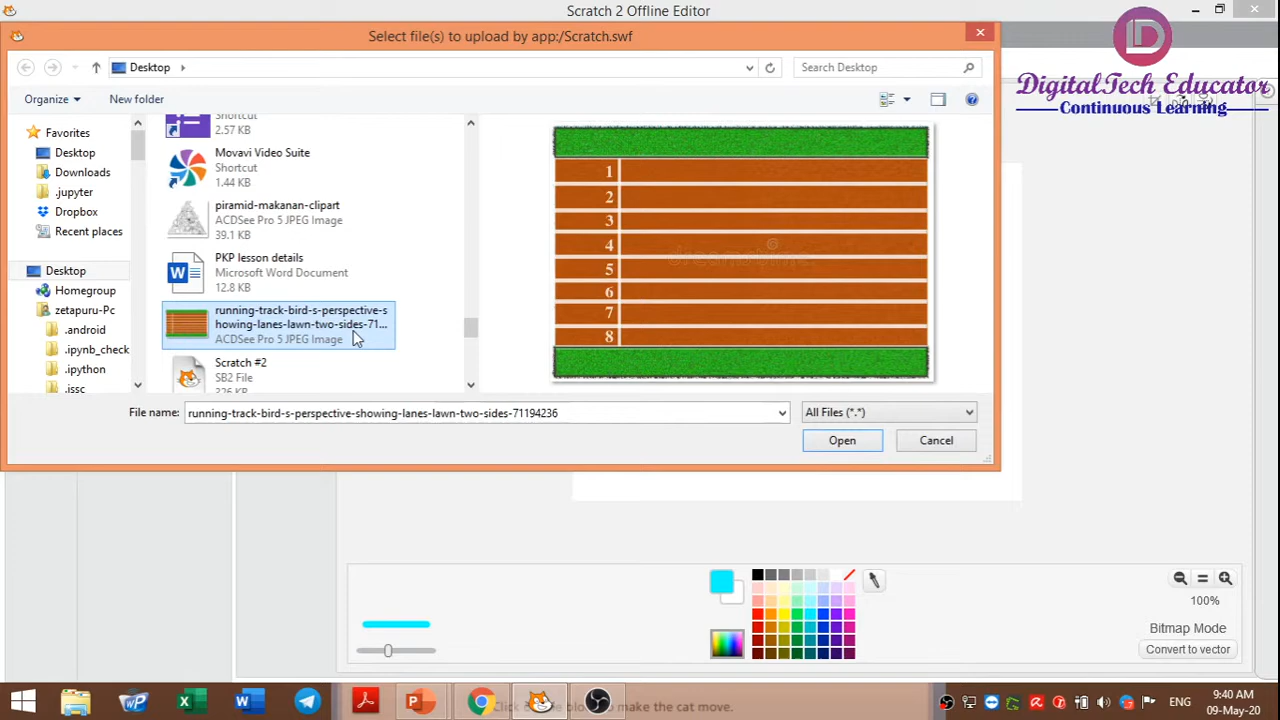 Scratch 2 Offline Editor
Select file(s) to upload by app:/Scratch.swf
DigitalTech Educator
Continuous Learning
Desktop
Search Desktop
Organize
New folder
Favorites
Desktop
Downloads
.jupyter
Dropbox
Recent places
Desktop
Homegroup
zetapuru-Pc
.android
.ipynb_check
.ipython
.issc
Shortcut
2.57 KB
Movavi Video Suite
Shortcut
1.44 KB
piramid-makanan-clipart
ACDSee Pro 5 JPEG Image
39.1 KB
PKP lesson details
Microsoft Word Document
12.8 KB
running-track-bird-s-perspective-s
howing-lanes-lawn-two-sides-71...
ACDSee Pro 5 JPEG Image
Scratch #2
SB2 File
326 KB
1
2
3
4
5
6
7
8
dreamstime
File name:
running-track-bird-s-perspective-showing-lanes-lawn-two-sides-71194236
All Files (*.*)
Open
Cancel
100%
Bitmap Mode
Convert to vector
to make the cat move.
ENG
9:40 AM
09-May-20